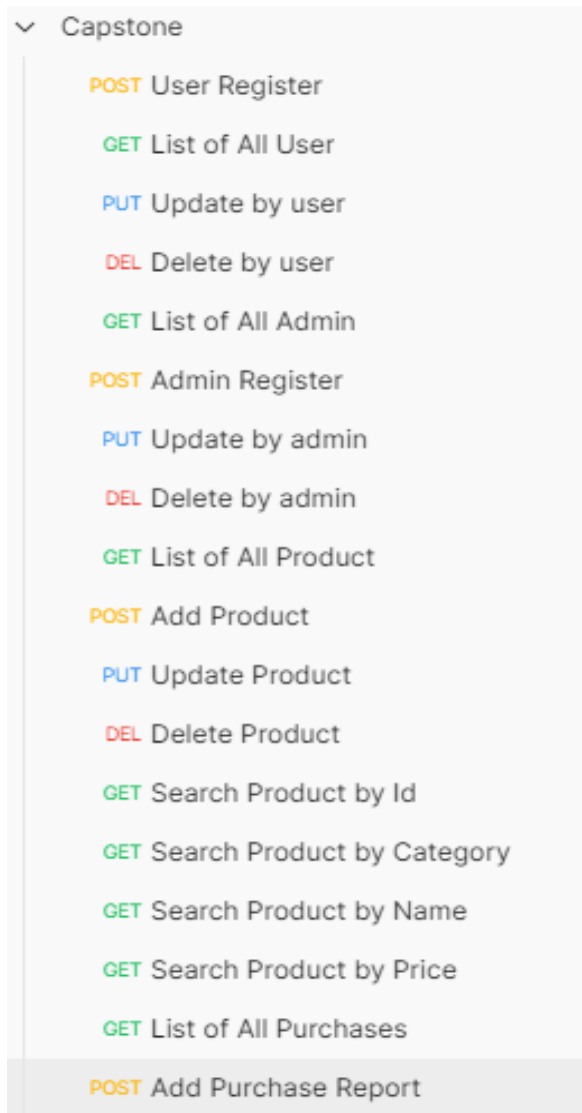 Capstone
POST User Register
GET List of All User
PUT Update by user
DEL Delete by user
GET List of All Admin
POST Admin Register
PUT Update by admin
DEL Delete by admin
GET List of All Product
POST Add Product
PUT Update Product
DEL Delete Product
GET Search Product by Id
GET Search Product by Category
GET Search Product by Name
GET Search Product by Price
GET List of All Purchases
POST Add Purchase Report